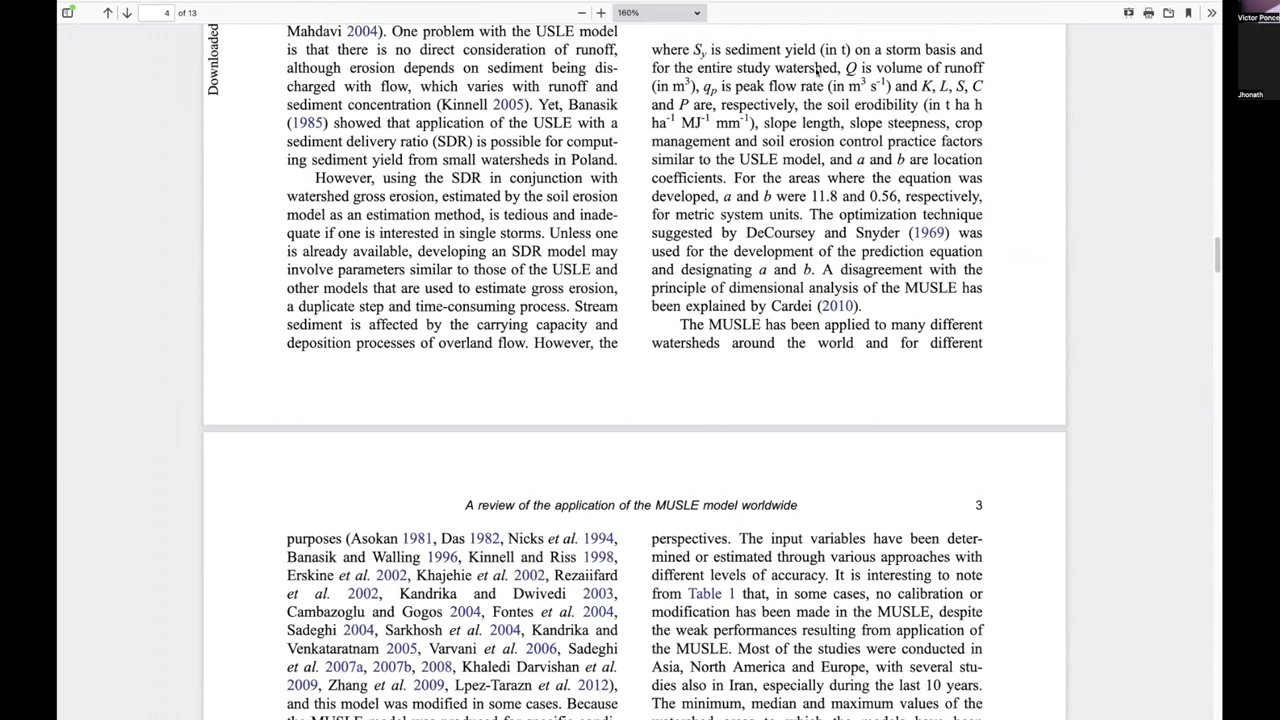 4 of 13
160%
Victor Ponce
Jhonath
Downloaded
Mahdavi 2004). One problem with the USLE model
is that there is no direct consideration of runoff,
although erosion depends on sediment being dis-
charged with flow, which varies with runoff and
sediment concentration (Kinnell 2005). Yet, Banasik
(1985) showed that application of the USLE with a
sediment delivery ratio (SDR) is possible for comput-
ing sediment yield from small watersheds in Poland.
However, using the SDR in conjunction with
watershed gross erosion, estimated by the soil erosion
model as an estimation method, is tedious and inade-
quate if one is interested in single storms. Unless one
is already available, developing an SDR model may
involve parameters similar to those of the USLE and
other models that are used to estimate gross erosion,
a duplicate step and time-consuming process. Stream
sediment is affected by the carrying capacity and
deposition processes of overland flow. However, the
where Sy is sediment yield (in t) on a storm basis and
for the entire study watershed, Q is volume of runoff
(in m³), qp is peak flow rate (in m³ s⁻¹) and K, L, S, C
and P are, respectively, the soil erodibility (in t ha h
ha⁻¹ MJ⁻¹ mm⁻¹), slope length, slope steepness, crop
management and soil erosion control practice factors
similar to the USLE model, and a and b are location
coefficients. For the areas where the equation was
developed, a and b were 11.8 and 0.56, respectively,
for metric system units. The optimization technique
suggested by DeCoursey and Snyder (1969) was
used for the development of the prediction equation
and designating a and b. A disagreement with the
principle of dimensional analysis of the MUSLE has
been explained by Cardei (2010).
The MUSLE has been applied to many different
watersheds around the world and for different
A review of the application of the MUSLE model worldwide 3
purposes (Asokan 1981, Das 1982, Nicks et al. 1994,
Banasik and Walling 1996, Kinnell and Riss 1998,
Erskine et al. 2002, Khajehie et al. 2002, Rezaiifard
et al. 2002, Kandrika and Dwivedi 2003,
Cambazoglu and Gogos 2004, Fontes et al. 2004,
Sadeghi 2004, Sarkhosh et al. 2004, Kandrika and
Venkataratnam 2005, Varvani et al. 2006, Sadeghi
et al. 2007a, 2007b, 2008, Khaledi Darvishan et al.
2009, Zhang et al. 2009, Lpez-Tarazn et al. 2012),
and this model was modified in some cases. Because
the MUSLE model was produced for specific condi-
perspectives. The input variables have been deter-
mined or estimated through various approaches with
different levels of accuracy. It is interesting to note
from Table 1 that, in some cases, no calibration or
modification has been made in the MUSLE, despite
the weak performances resulting from application of
the MUSLE. Most of the studies were conducted in
Asia, North America and Europe, with several stu-
dies also in Iran, especially during the last 10 years.
The minimum, median and maximum values of the
watershed areas to which the models have been